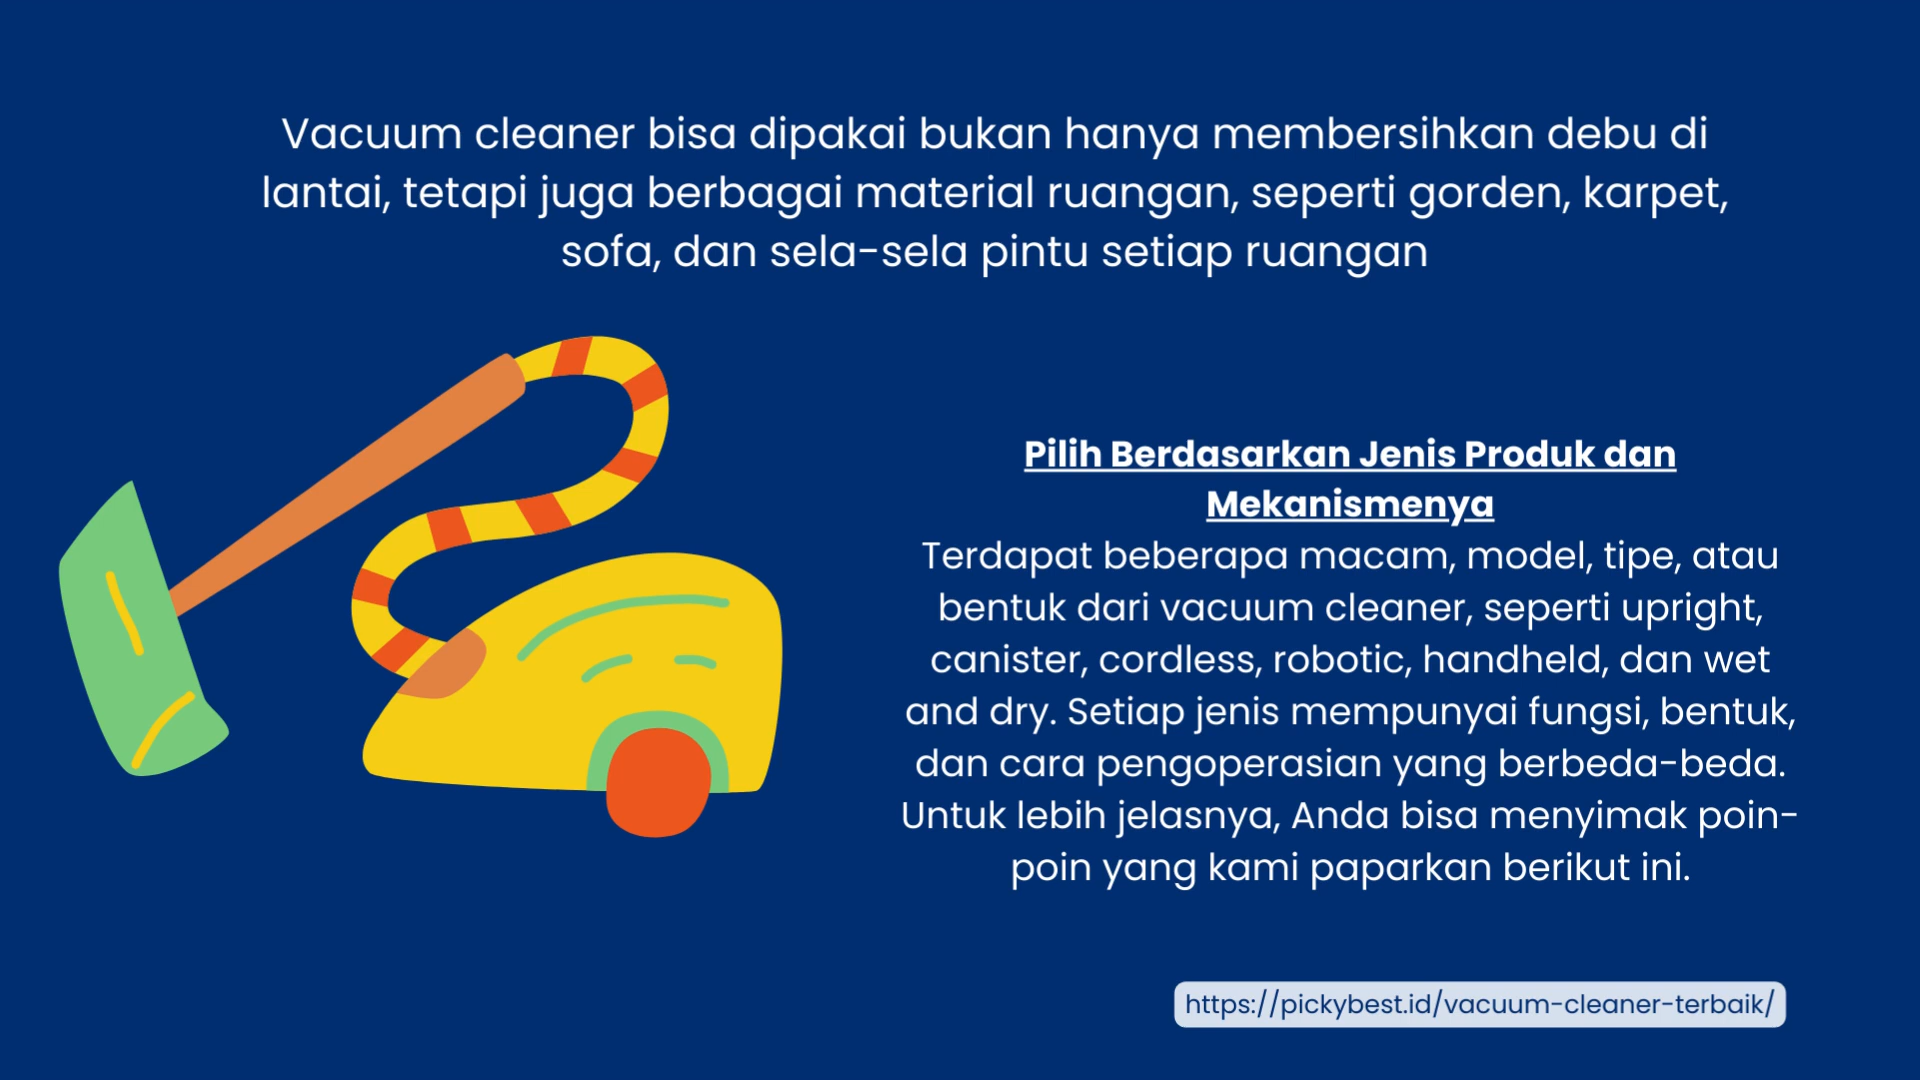 Vacuum cleaner bisa dipakai bukan hanya membersihkan debu di
lantai, tetapi juga berbagai material ruangan, seperti gorden, karpet,
sofa, dan sela-sela pintu setiap ruangan
Pilih Berdasarkan Jenis Produk dan
Mekanismenya
Terdapat beberapa macam, model, tipe, atau
bentuk dari vacuum cleaner, seperti upright,
canister, cordless, robotic, handheld, dan wet
and dry. Setiap jenis mempunyai fungsi, bentuk,
dan cara pengoperasian yang berbeda-beda.
Untuk lebih jelasnya, Anda bisa menyimak poin-
poin yang kami paparkan berikut ini.
https://pickybest.id/vacuum-cleaner-terbaik/